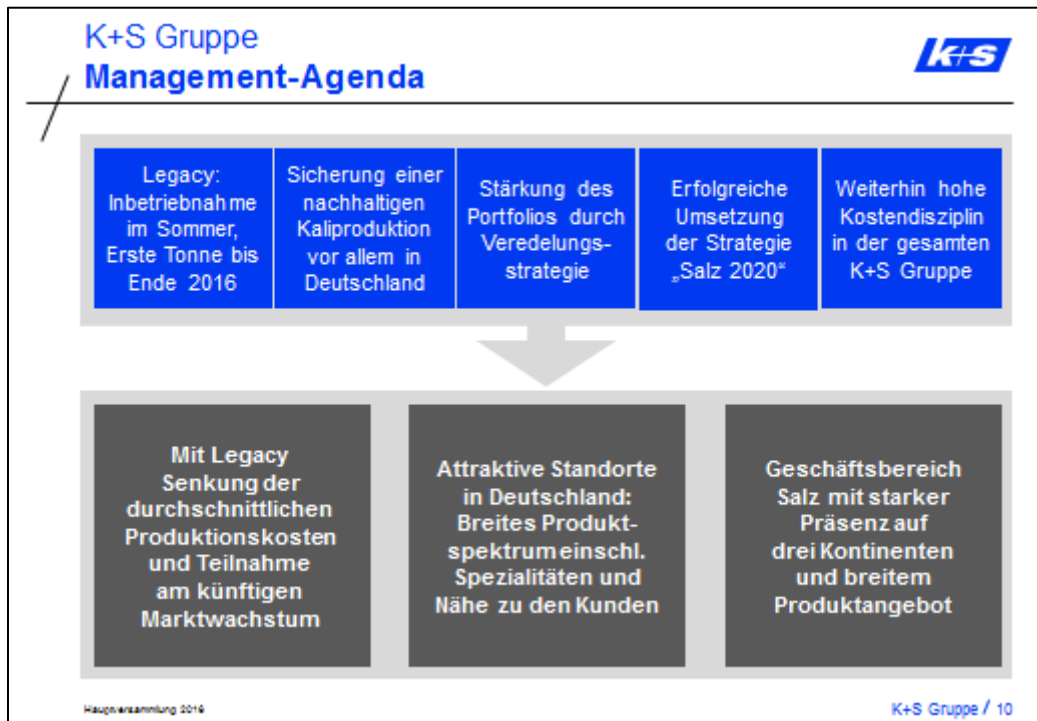 K+S Gruppe
Management-Agenda
k+s
Legacy:
Inbetriebnahme
im Sommer,
Erste Tonne bis
Ende 2016
Sicherung einer
nachhaltigen
Kaliproduktion
vor allem in
Deutschland
Stärkung des
Portfolios durch
Veredelungs-
strategie
Erfolgreiche
Umsetzung
der Strategie
„Salz 2020“
Weiterhin hohe
Kostendisziplin
in der gesamten
K+S Gruppe
Mit Legacy
Senkung der
durchschnittlichen
Produktionskosten
und Teilnahme
am künftigen
Marktwachstum
Attraktive Standorte
in Deutschland:
Breites Produkt-
spektrum einschl.
Spezialitäten und
Nähe zu den Kunden
Geschäftsbereich
Salz mit starker
Präsenz auf
drei Kontinenten
und breitem
Produktangebot
Hauptversammlung 2016
K+S Gruppe / 10